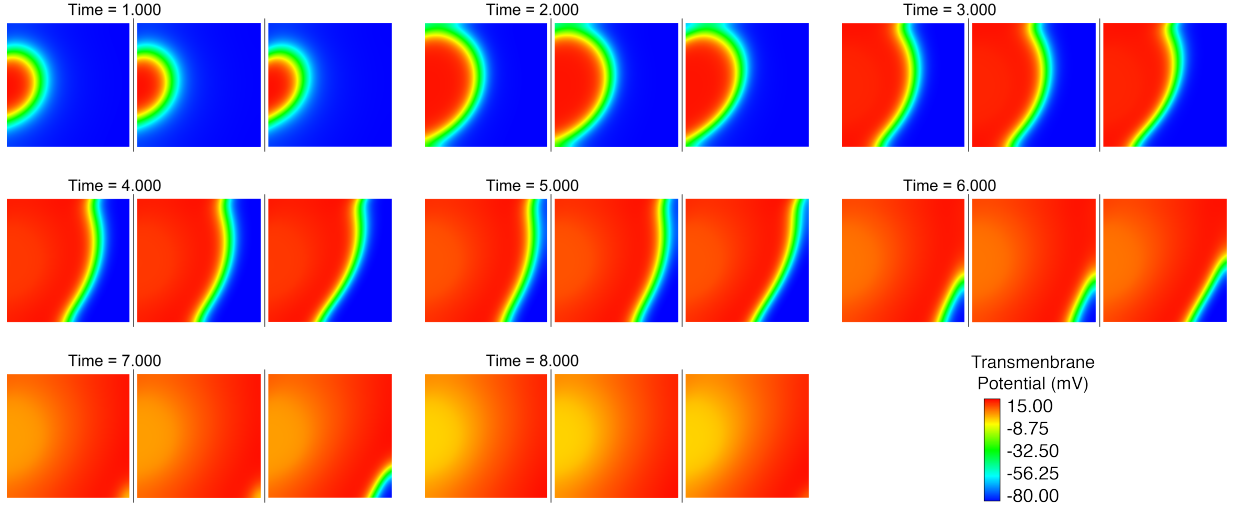 Time = 1.000
Time = 2.000
Time = 3.000
Time = 4.000
Time = 5.000
Time = 6.000
Time = 7.000
Time = 8.000
Transmenbrane
Potential (mV)
15.00
-8.75
-32.50
-56.25
-80.00